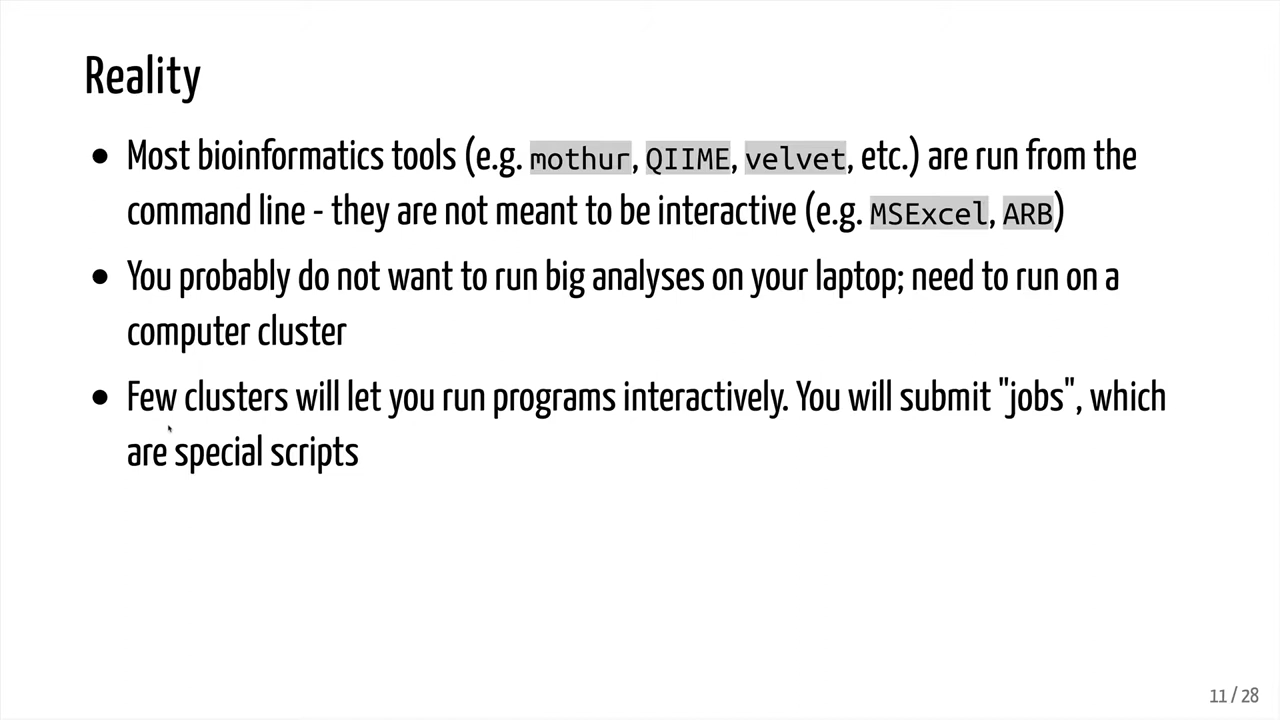 Reality
• Most bioinformatics tools (e.g. mothur, QIIME, velvet, etc.) are run from the
command line - they are not meant to be interactive (e.g. MSExcel, ARB)
• You probably do not want to run big analyses on your laptop; need to run on a
computer cluster
• Few clusters will let you run programs interactively. You will submit "jobs", which
are special scripts
11 / 28